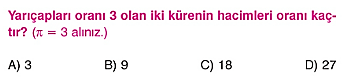 Yarıçapları oranı 3 olan iki kürenin hacimleri oranı kaç-
tır? (π = 3 alınız.)
A) 3 B) 9 C) 18 D) 27